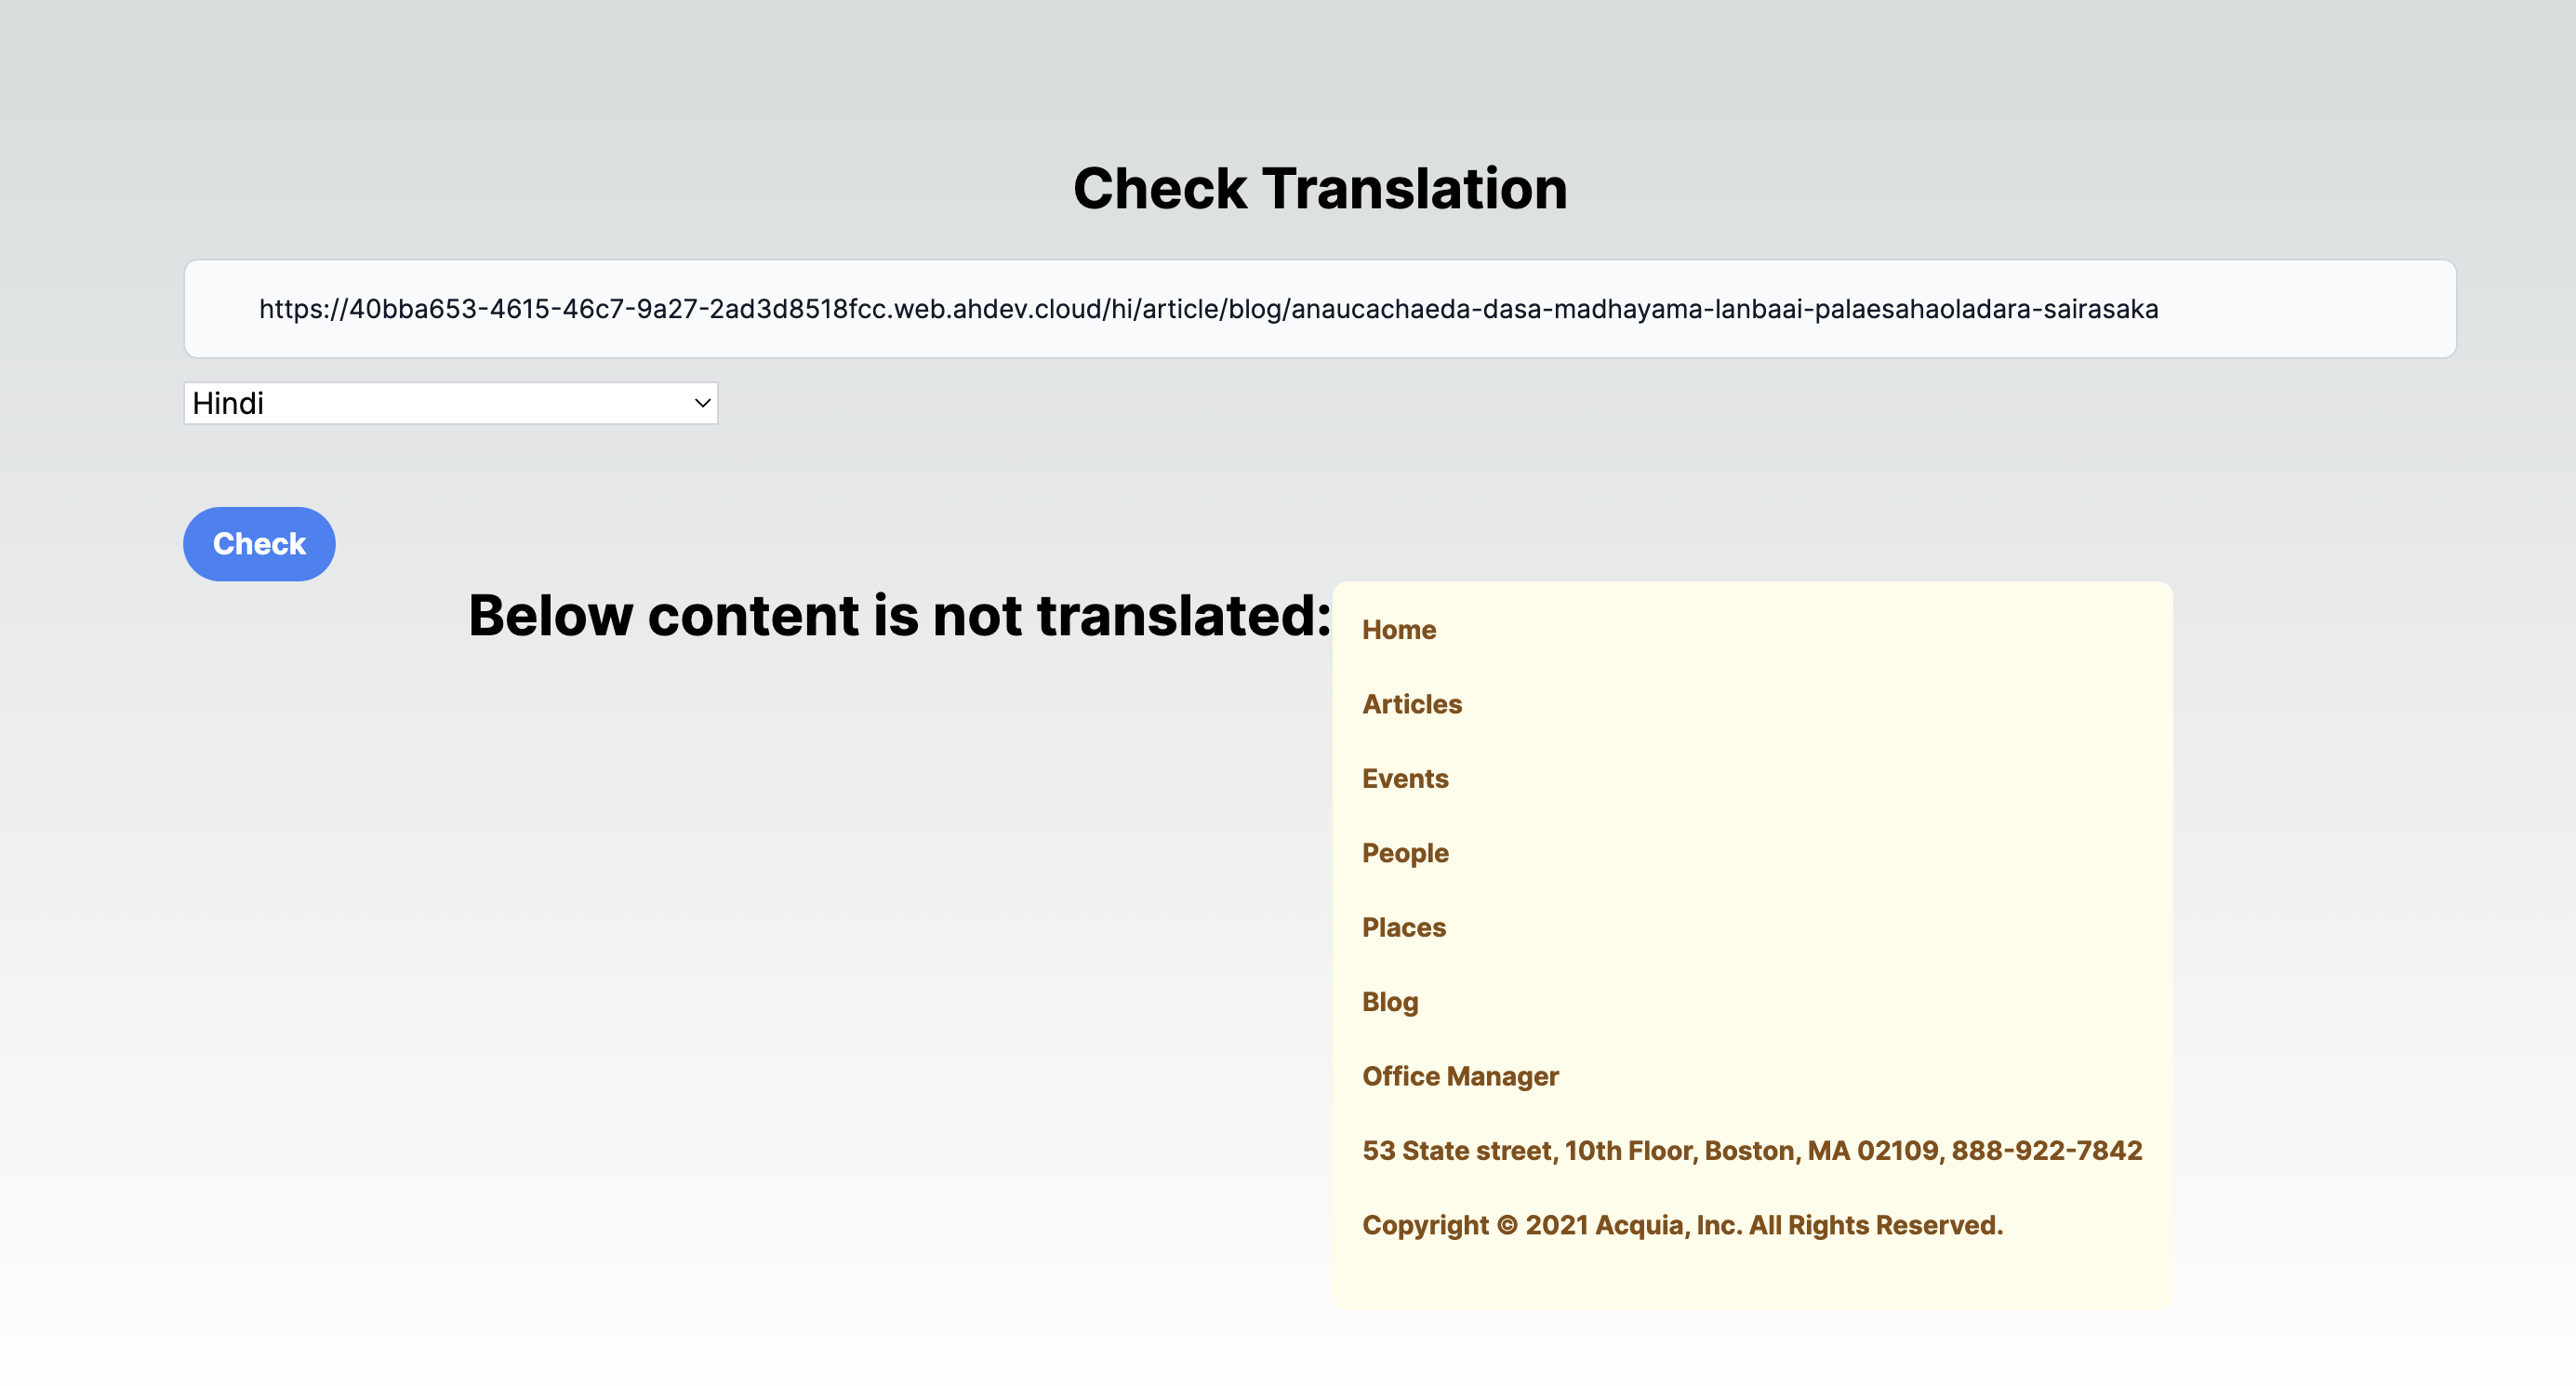 Check Translation
https://40bba653-4615-46c7-9a27-2ad3d8518fcc.web.ahdev.cloud/hi/article/blog/anaucachaeda-dasa-madhayama-lanbaai-palaesahaoladara-sairasaka
Hindi
Check
Below content is not translated:
Home
Articles
Events
People
Places
Blog
Office Manager
53 State street, 10th Floor, Boston, MA 02109, 888-922-7842
Copyright © 2021 Acquia, Inc. All Rights Reserved.